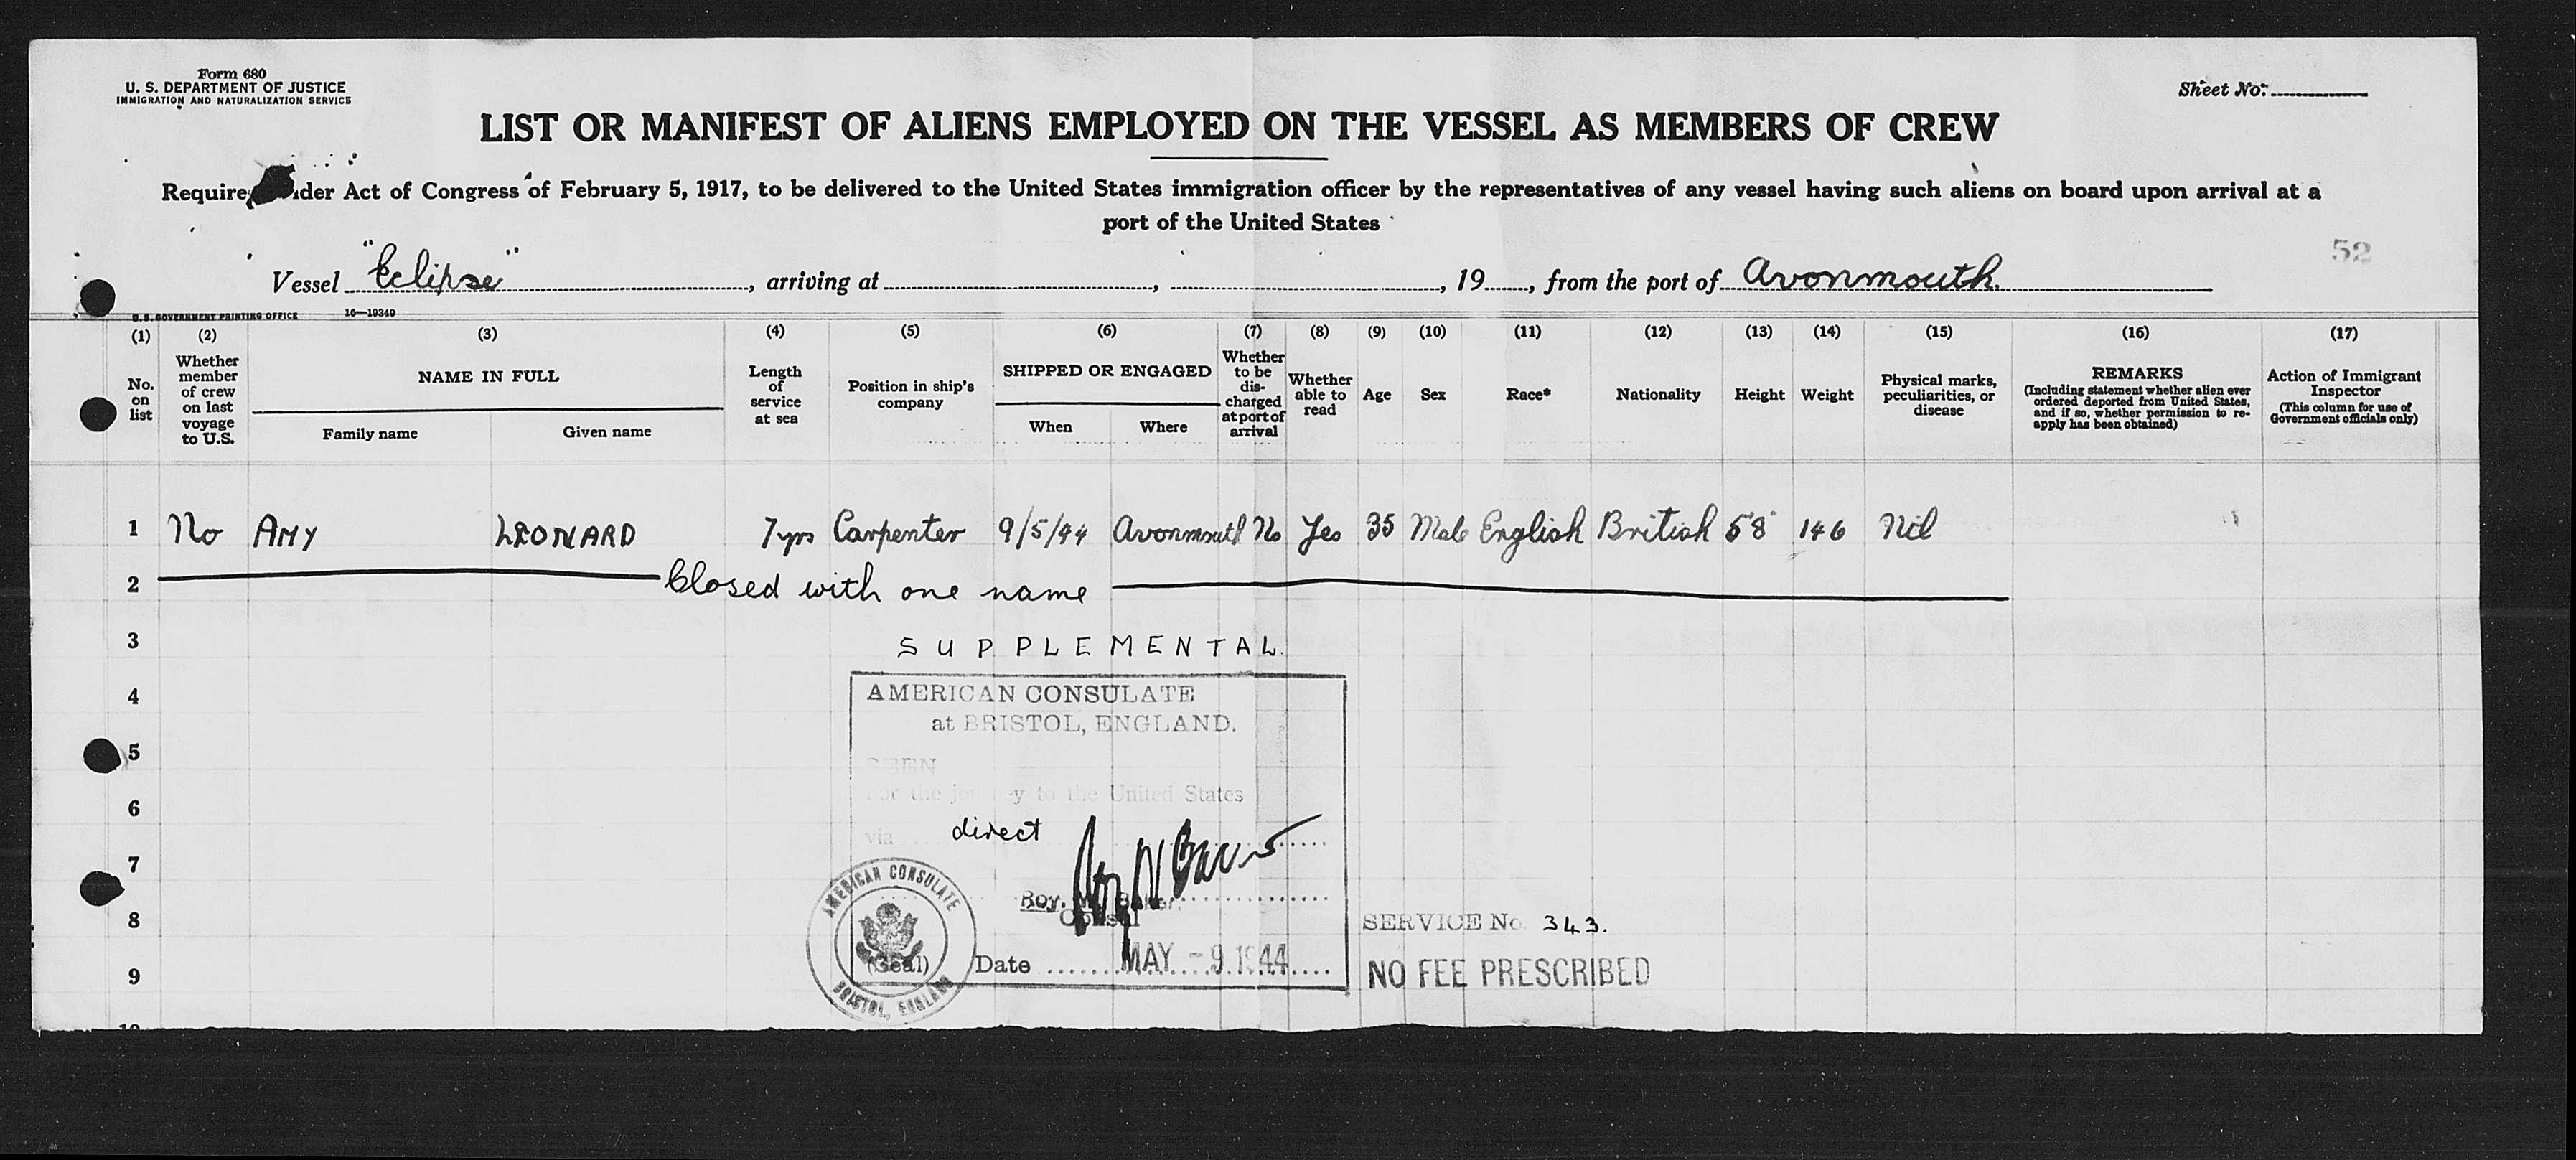 Form 680
U. S. DEPARTMENT OF JUSTICE
IMMIGRATION AND NATURALIZATION SERVICE
Sheet No.
LIST OR MANIFEST OF ALIENS EMPLOYED ON THE VESSEL AS MEMBERS OF CREW
Require der Act of Congress of February 5, 1917, to be delivered to the United States immigration officer by the representatives of any vessel having such aliens on board upon arrival at a
port of the United States
52
Vessel "Eclipse", arriving at , , 19 , from the port of Avonmouth.
U. S. GOVERNMENT PRINTING OFFICE 16—10349
(1) (2) (3) (4) (5) (6) (7) (8) (9) (10) (11) (12) (13) (14) (15) (16) (17)
No. on list
Whether member of crew on last voyage to U.S.
NAME IN FULL
Family name Given name
Length of service at sea
Position in ship's company
SHIPPED OR ENGAGED
When Where
Whether to be discharged at port of arrival
Whether able to read
Age
Sex
Race*
Nationality
Height
Weight
Physical marks, peculiarities, or disease
REMARKS
(Including statement whether alien ever ordered deported from United States, and if so, whether permission to re-apply has been obtained)
Action of Immigrant Inspector
(This column for use of Government officials only)
1 No AMY LEONARD 7 yrs Carpenter 9/5/44 Avonmouth No Yes 35 Male English British 5'8" 146 Nil
2 Closed with one name
3 SUPPLEMENTAL.
4 AMERICAN CONSULATE
at BRISTOL, ENGLAND.
5
SEEN
6 For the journey to the United States
via direct
7
8 Roy. Baker
Consul
SERVICE No. 343.
9 (Seal) Date MAY - 9 1944
NO FEE PRESCRIBED
AMERICAN CONSULATE
BRISTOL, ENGLAND
10